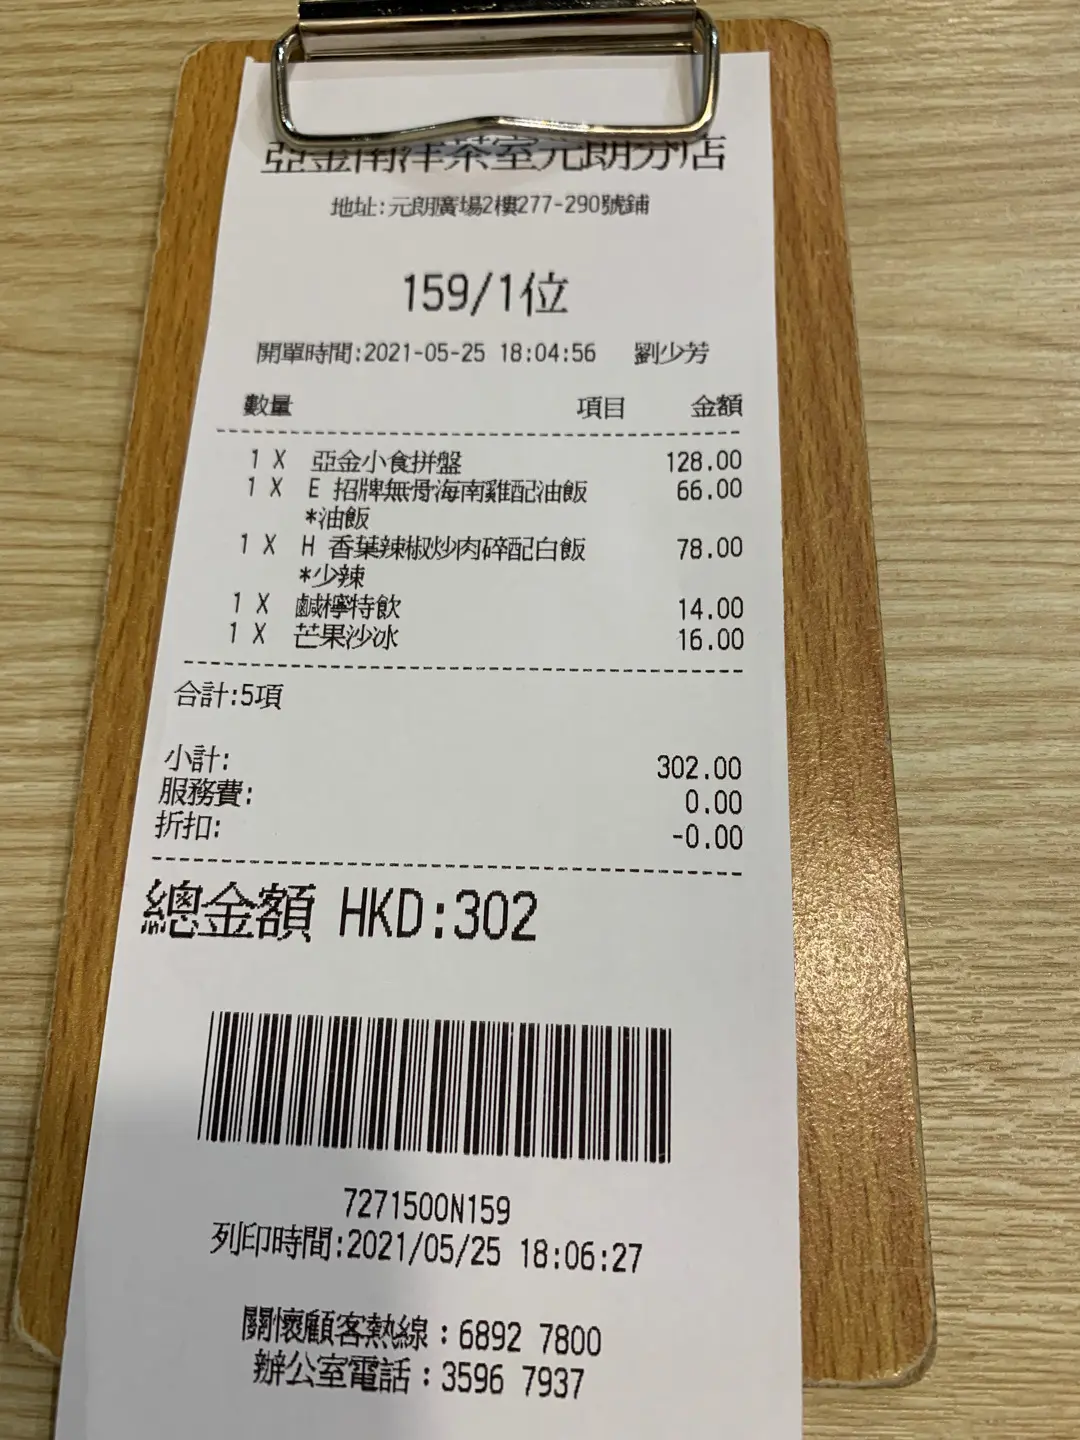 亞金南洋茶室元朗分店
地址:元朗廣場2樓277-290號鋪
159/1位
開單時間:2021-05-25 18:04:56 劉少芳
數量 項目 金額
1 X 亞金小食拼盤 128.00
1 X E 招牌無骨海南雞配油飯 66.00
*油飯
1 X H 香葉辣椒炒肉碎配白飯 78.00
*少辣
1 X 鹹檸特飲 14.00
1 X 芒果沙冰 16.00
合計:5項
小計: 302.00
服務費: 0.00
折扣: -0.00
總金額 HKD:302
7271500N159
列印時間:2021/05/25 18:06:27
關懷顧客熱線：6892 7800
辦公室電話：3596 7937